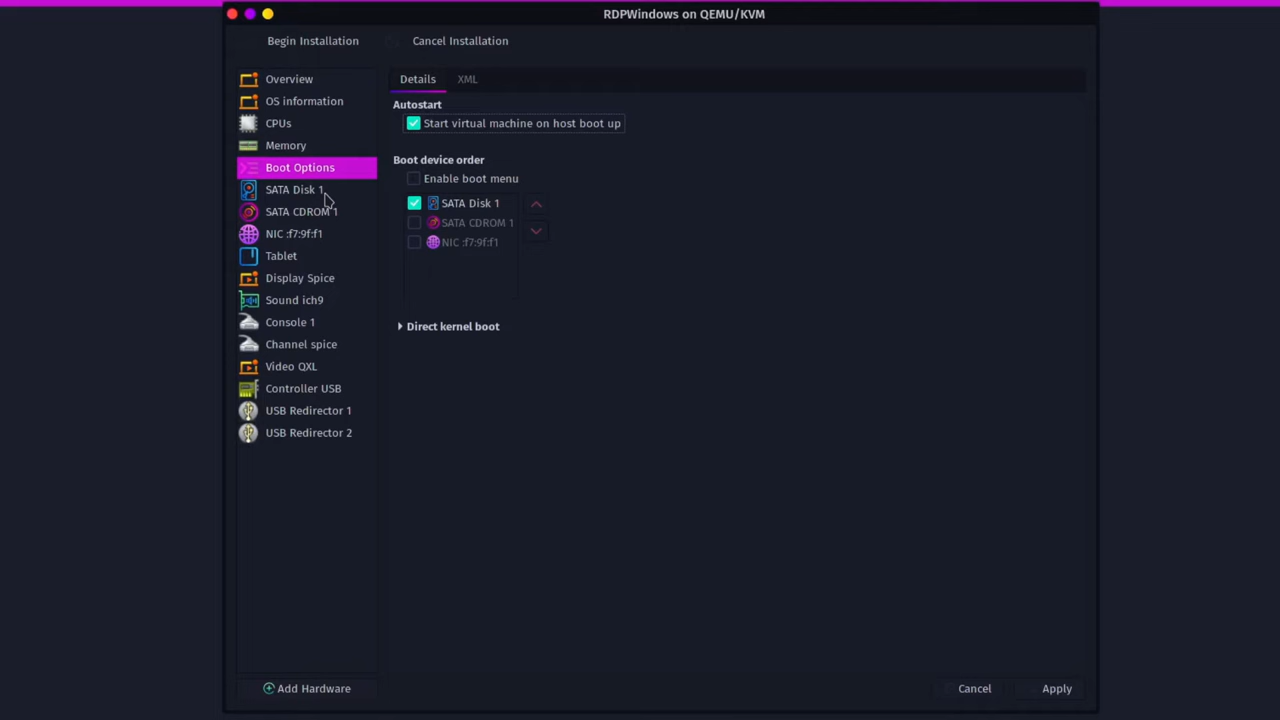 RDPWindows on QEMU/KVM
Begin Installation
Cancel Installation
Overview
OS information
CPUs
Memory
Boot Options
SATA Disk 1
SATA CDROM 1
NIC :f7:9f:f1
Tablet
Display Spice
Sound ich9
Console 1
Channel spice
Video QXL
Controller USB
USB Redirector 1
USB Redirector 2
Add Hardware
Details
XML
Autostart
Start virtual machine on host boot up
Boot device order
Enable boot menu
SATA Disk 1
SATA CDROM 1
NIC :f7:9f:f1
Direct kernel boot
Cancel
Apply